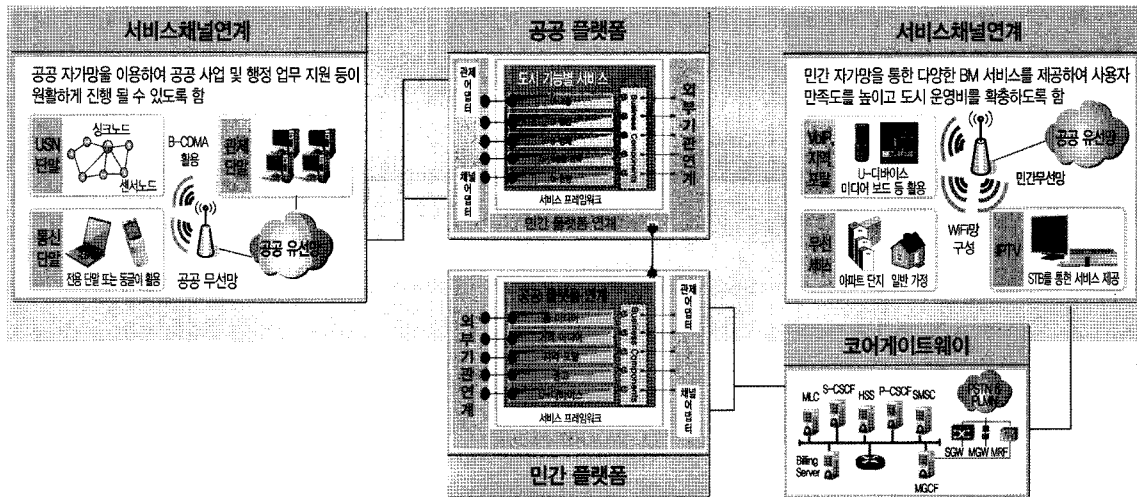 서비스채널연계
공공 자가망을 이용하여 공공 사업 및 행정 업무 지원 등이
원활하게 진행 될 수 있도록 함
USN
단말
싱크노드
센서노드
B-CDMA
활용
관제
단말
통신
단말
전용 단말 또는 동글이 활용
공공 무선망
공공 유선망
공공 플랫폼
관제
어댑터
채널
어댑터
도시 기능별 서비스
Business Components
서비스 프레임워크
외부기관연계
민간 플랫폼 연계
공공 플랫폼 연계
외부기관연계
Business Components
서비스 프레임워크
관제
어댑터
채널
어댑터
민간 플랫폼
서비스채널연계
민간 자가망을 통한 다양한 BM 서비스를 제공하여 사용자
만족도를 높이고 도시 운영비를 확충하도록 함
VoIP,
지역
포탈
U-디바이스
미디어 보드 등 활용
공공 유선망
민간무선망
무선
서비스
아파트 단지
일반 가정
WiFi망
구성
IPTV
STB를 통현 서비스 제공
코어게이트웨이
MLC
S-CSCF
HSS
P-CSCF
SMSC
PSTN &
PLMN
SGW
MGW
MRF
Billing
Server
MGCF